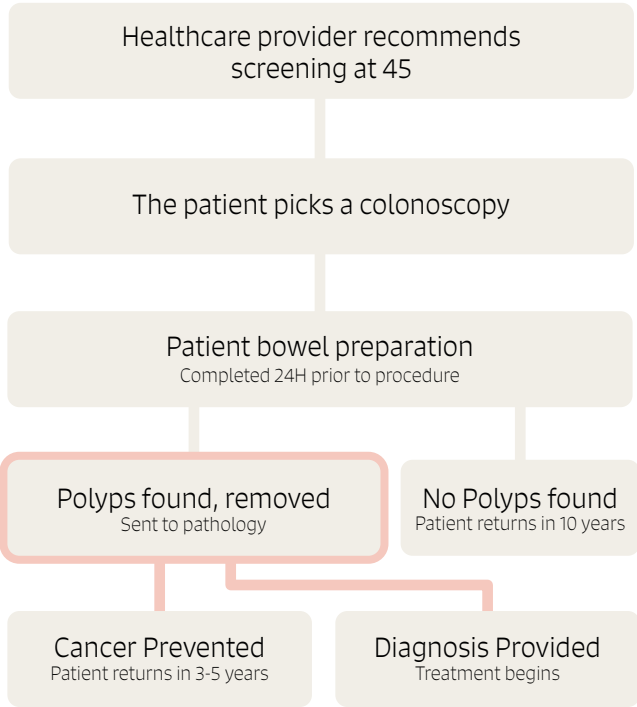 Healthcare provider recommends
screening at 45
The patient picks a colonoscopy
Patient bowel preparation
Completed 24H prior to procedure
Polyps found, removed
Sent to pathology
No Polyps found
Patient returns in 10 years
Cancer Prevented
Patient returns in 3-5 years
Diagnosis Provided
Treatment begins